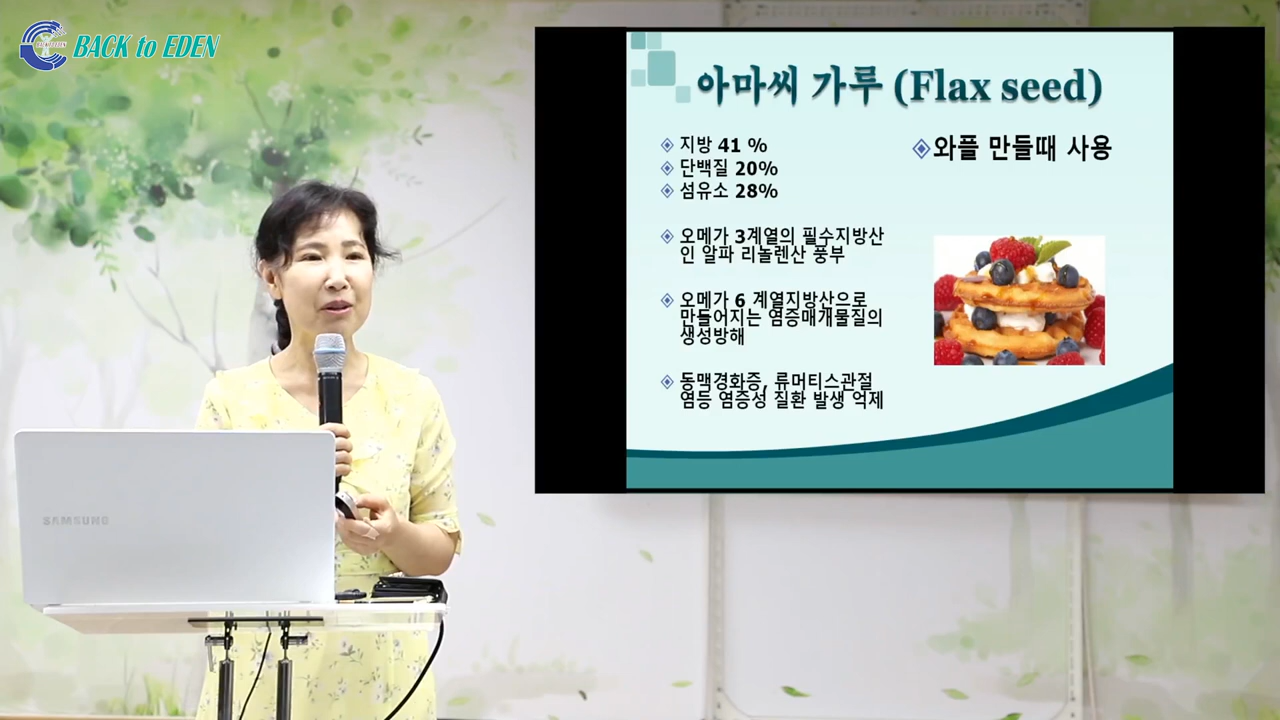 BACK to EDEN
아마씨 가루 (Flax seed)
지방 41 %
단백질 20%
섬유소 28%
오메가 3계열의 필수지방산
인 알파 리놀렌산 풍부
오메가 6 계열지방산으로
만들어지는 염증매개물질의
생성방해
동맥경화증, 류머티스관절
염등 염증성 질환 발생 억제
와플 만들때 사용
SAMSUNG